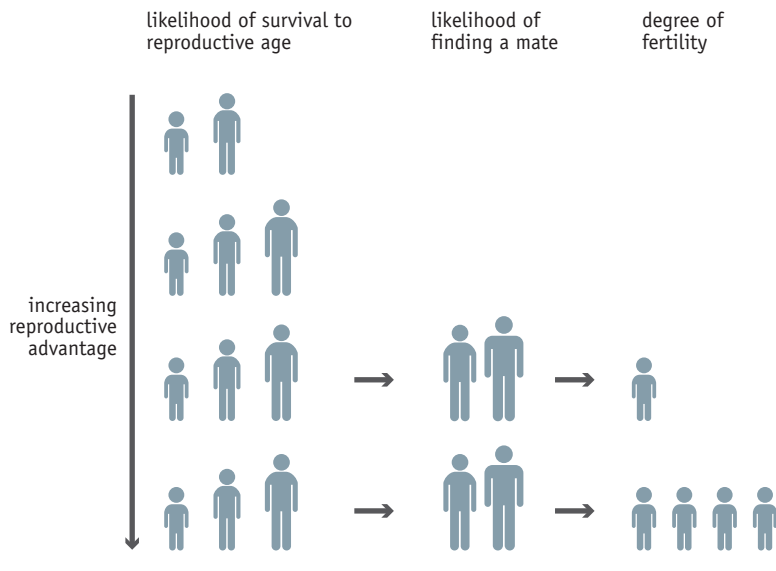 likelihood of survival to
reproductive age
likelihood of
finding a mate
degree of
fertility
increasing
reproductive
advantage